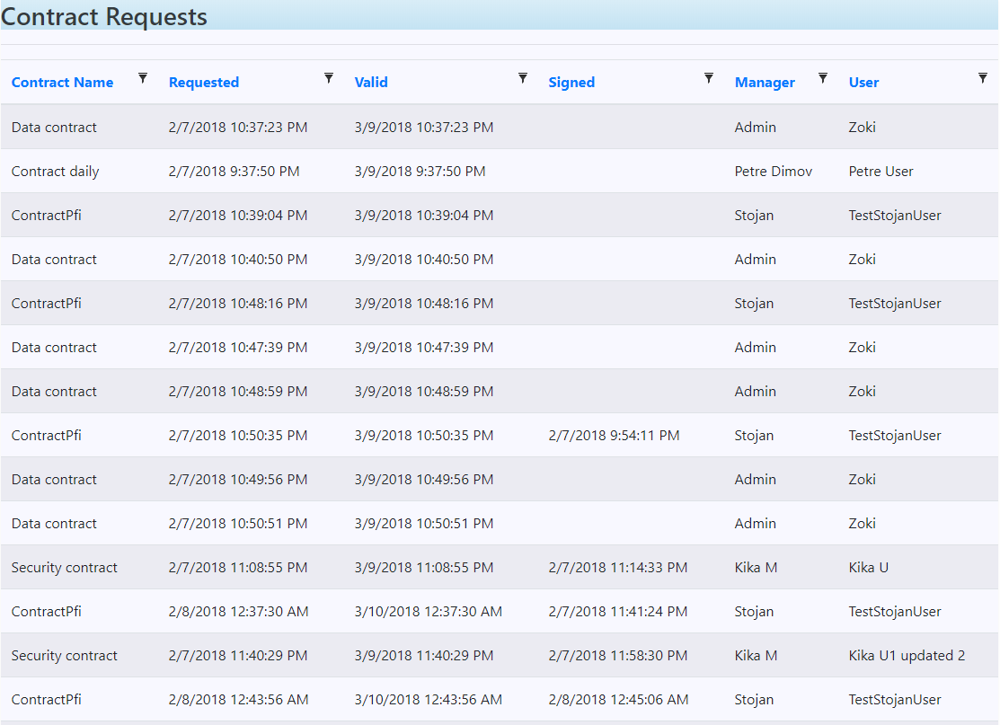 Contract Requests
Contract Name Requested Valid Signed Manager User
Data contract 2/7/2018 10:37:23 PM 3/9/2018 10:37:23 PM Admin Zoki
Contract daily 2/7/2018 9:37:50 PM 3/9/2018 9:37:50 PM Petre Dimov Petre User
ContractPfi 2/7/2018 10:39:04 PM 3/9/2018 10:39:04 PM Stojan TestStojanUser
Data contract 2/7/2018 10:40:50 PM 3/9/2018 10:40:50 PM Admin Zoki
ContractPfi 2/7/2018 10:48:16 PM 3/9/2018 10:48:16 PM Stojan TestStojanUser
Data contract 2/7/2018 10:47:39 PM 3/9/2018 10:47:39 PM Admin Zoki
Data contract 2/7/2018 10:48:59 PM 3/9/2018 10:48:59 PM Admin Zoki
ContractPfi 2/7/2018 10:50:35 PM 3/9/2018 10:50:35 PM 2/7/2018 9:54:11 PM Stojan TestStojanUser
Data contract 2/7/2018 10:49:56 PM 3/9/2018 10:49:56 PM Admin Zoki
Data contract 2/7/2018 10:50:51 PM 3/9/2018 10:50:51 PM Admin Zoki
Security contract 2/7/2018 11:08:55 PM 3/9/2018 11:08:55 PM 2/7/2018 11:14:33 PM Kika M Kika U
ContractPfi 2/8/2018 12:37:30 AM 3/10/2018 12:37:30 AM 2/7/2018 11:41:24 PM Stojan TestStojanUser
Security contract 2/7/2018 11:40:29 PM 3/9/2018 11:40:29 PM 2/7/2018 11:58:30 PM Kika M Kika U1 updated 2
ContractPfi 2/8/2018 12:43:56 AM 3/10/2018 12:43:56 AM 2/8/2018 12:45:06 AM Stojan TestStojanUser